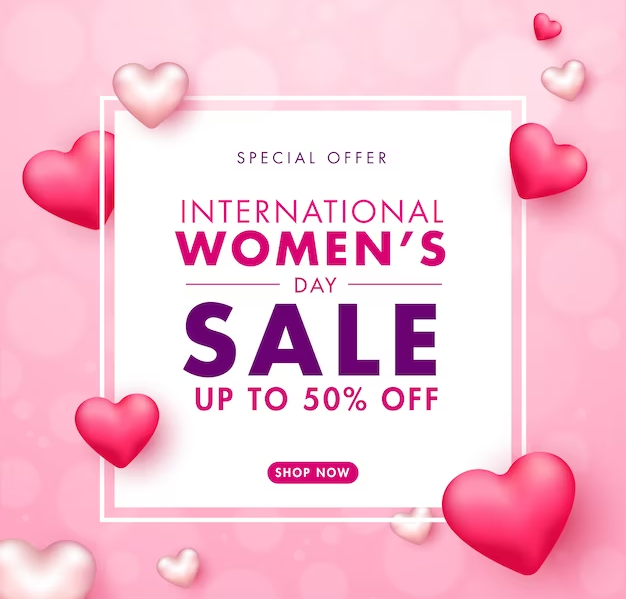 SPECIAL OFFER
INTERNATIONAL
WOMEN'S
DAY
SALE
UP TO 50% OFF
SHOP NOW